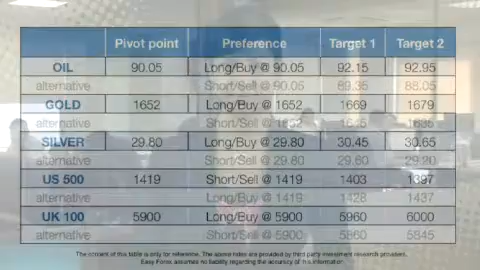 Pivot point Preference Target 1 Target 2
OIL 90.05 Long/Buy @ 90.05 92.15 92.95
alternative Short/Sell @ 90.05 89.35 88.05
GOLD 1652 Long/Buy @ 1652 1669 1679
alternative Short/Sell @ 1652 1645 1635
SILVER 29.80 Long/Buy @ 29.80 30.45 30.65
alternative Short/Sell @ 29.80 29.60 29.20
US 500 1419 Short/Sell @ 1419 1403 1397
alternative Long/Buy @ 1419 1428 1437
UK 100 5900 Long/Buy @ 5900 5960 6000
alternative Short/Sell @ 5900 5860 5845
The content of this table is only for reference. The above index are provided by third party investment research providers.
Easy Forex assumes no liability regarding the accuracy of this information